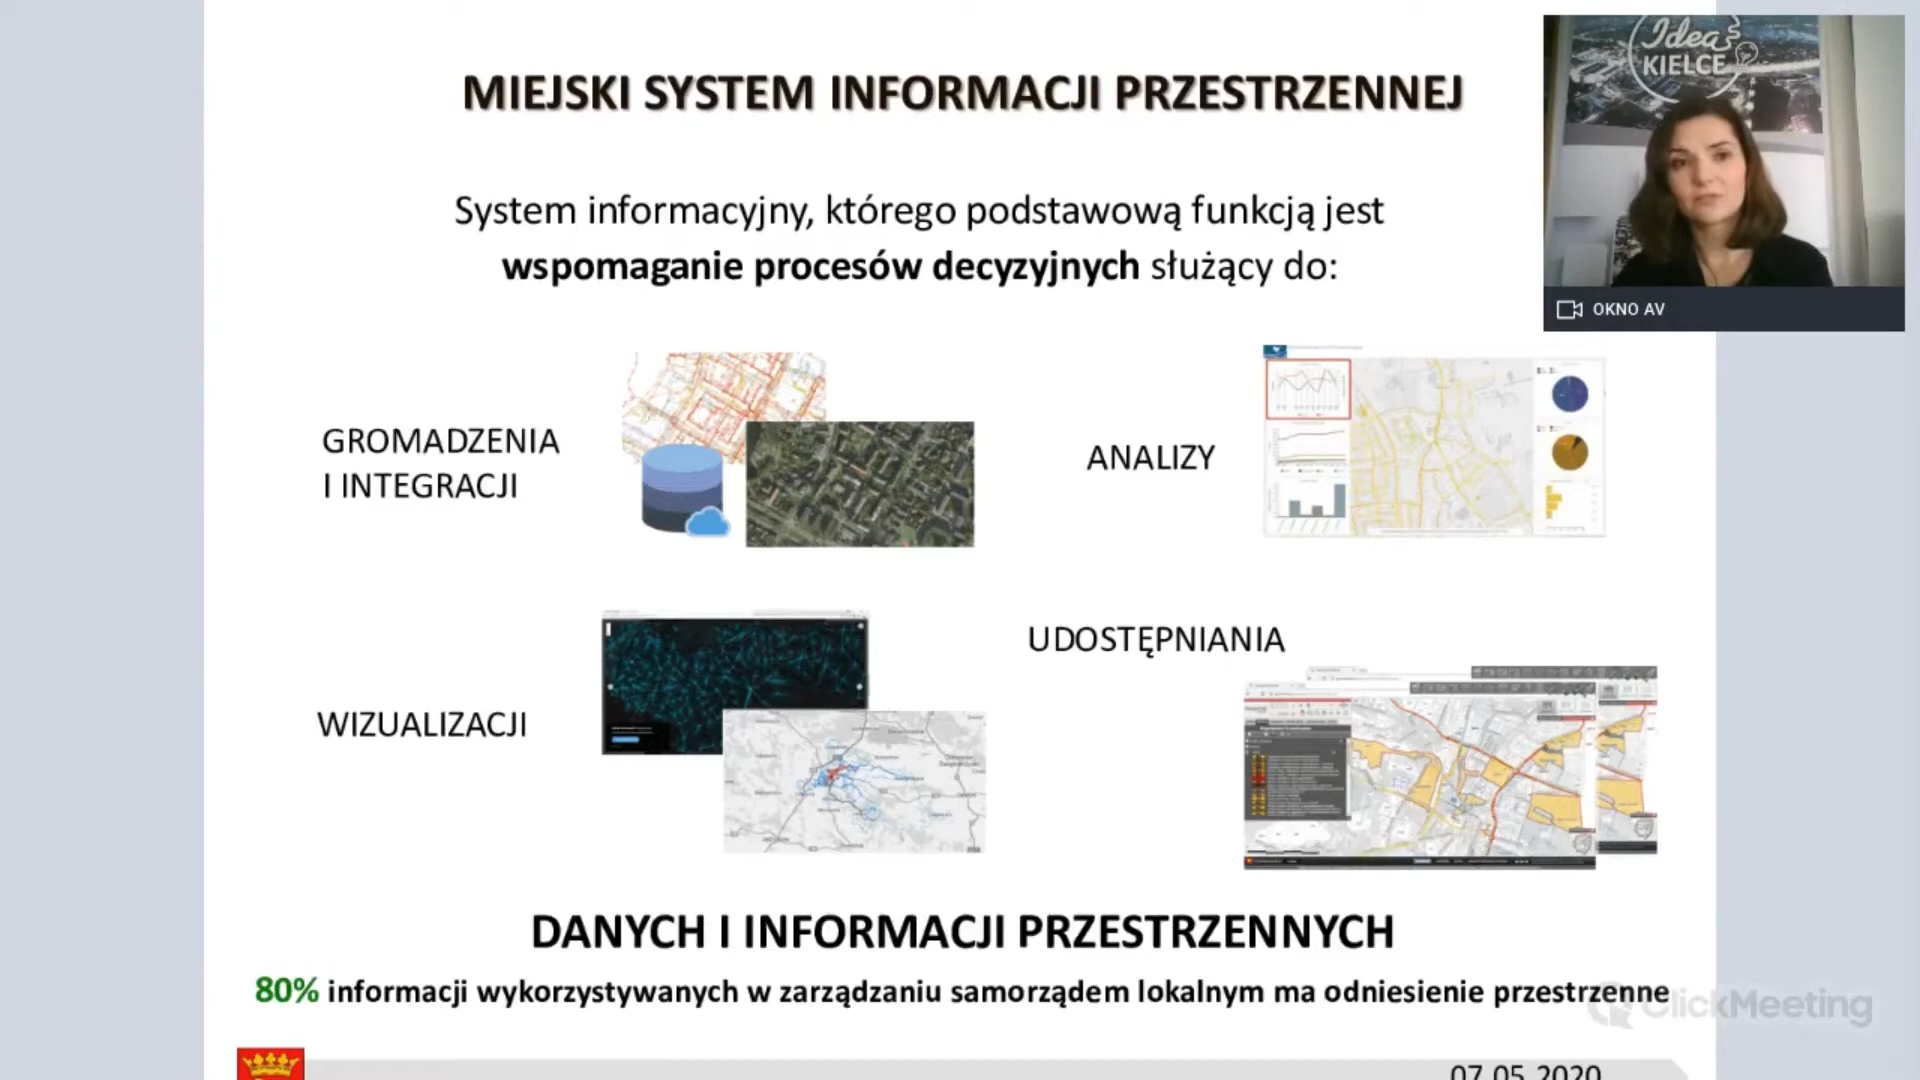 MIEJSKI SYSTEM INFORMACJI PRZESTRZENNEJ
Idea
KIELCE
OKNO AV
System informacyjny, którego podstawową funkcją jest
wspomaganie procesów decyzyjnych służący do:
GROMADZENIA
I INTEGRACJI
ANALIZY
WIZUALIZACJI
UDOSTĘPNIANIA
DANYCH I INFORMACJI PRZESTRZENNYCH
80% informacji wykorzystywanych w zarządzaniu samorządem lokalnym ma odniesienie przestrzenne
ClickMeeting
07.05.2020